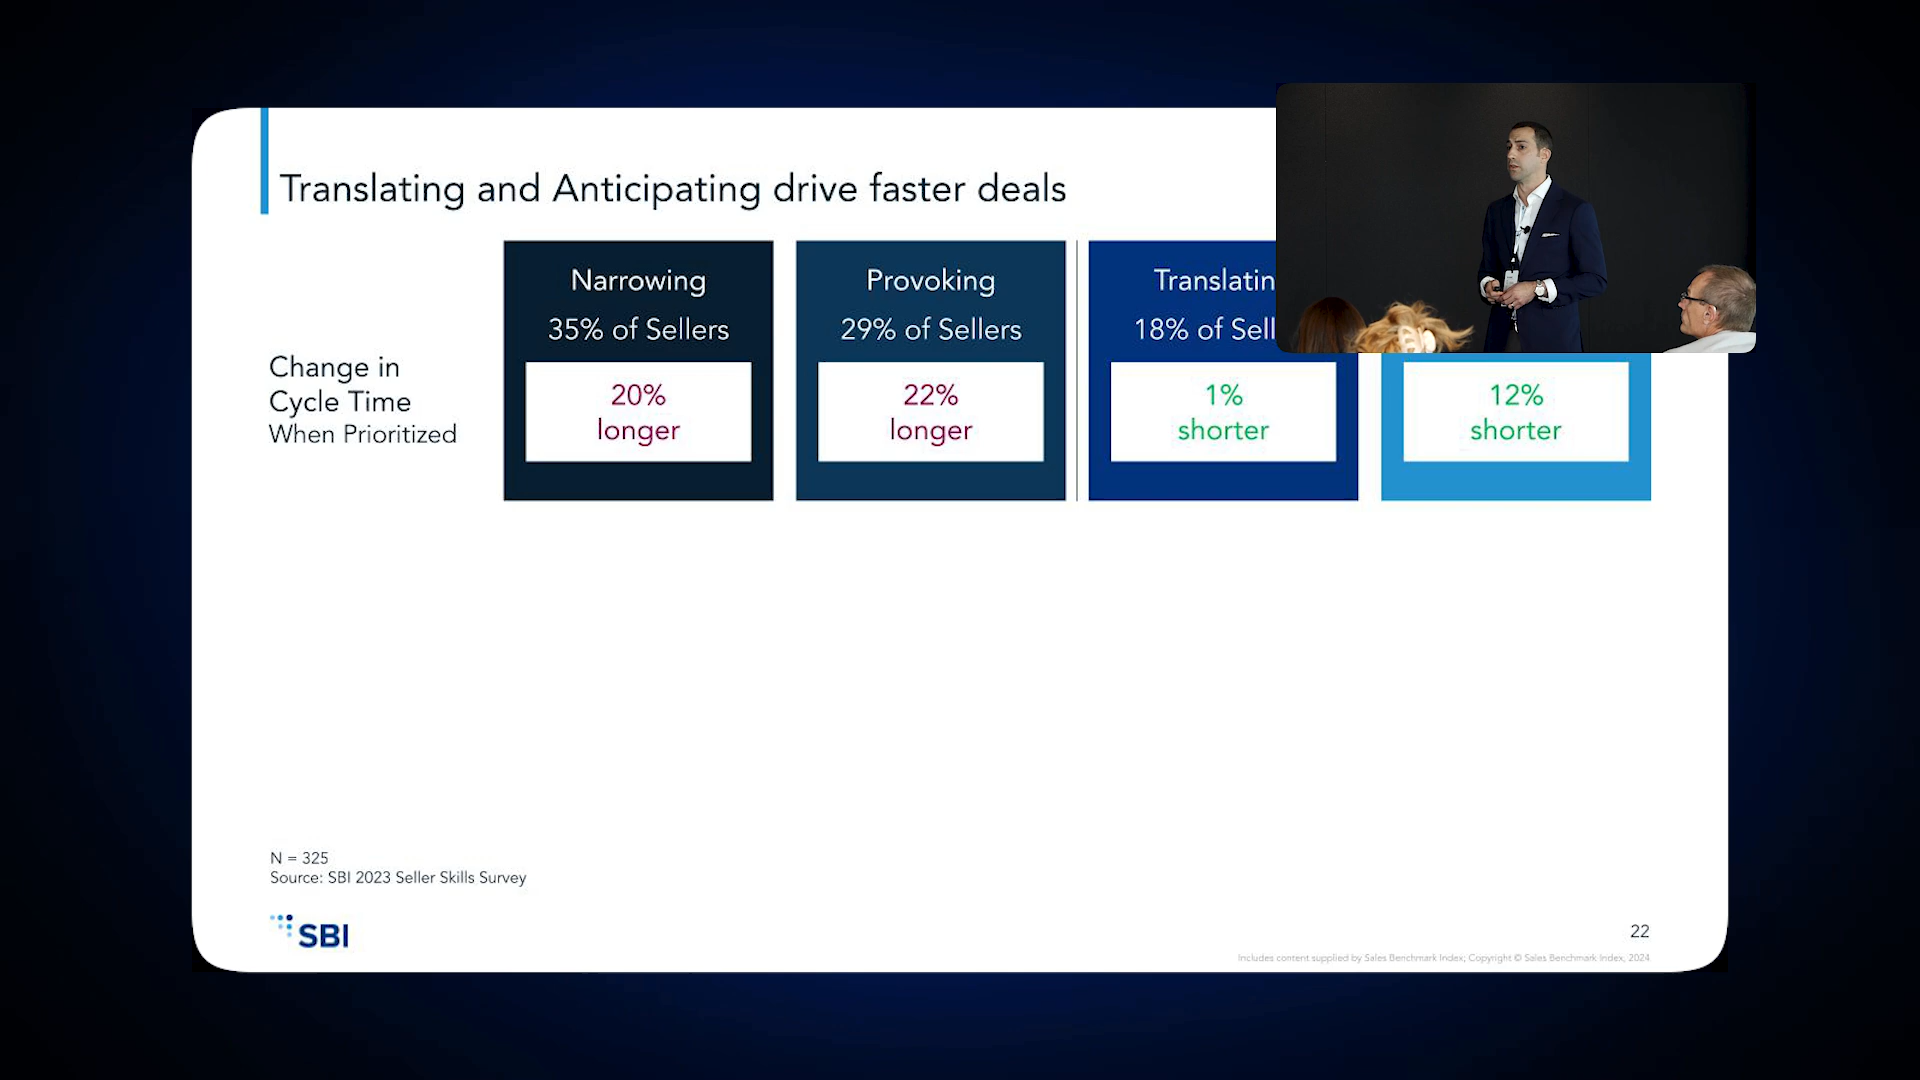 Translating and Anticipating drive faster deals
Narrowing
35% of Sellers
20%
longer
Provoking
29% of Sellers
22%
longer
Translatin
18% of Sell
1%
shorter
12%
shorter
Change in
Cycle Time
When Prioritized
N = 325
Source: SBI 2023 Seller Skills Survey
SBI
22
Includes content supplied by Sales Benchmark Index; Copyright © Sales Benchmark Index, 2024